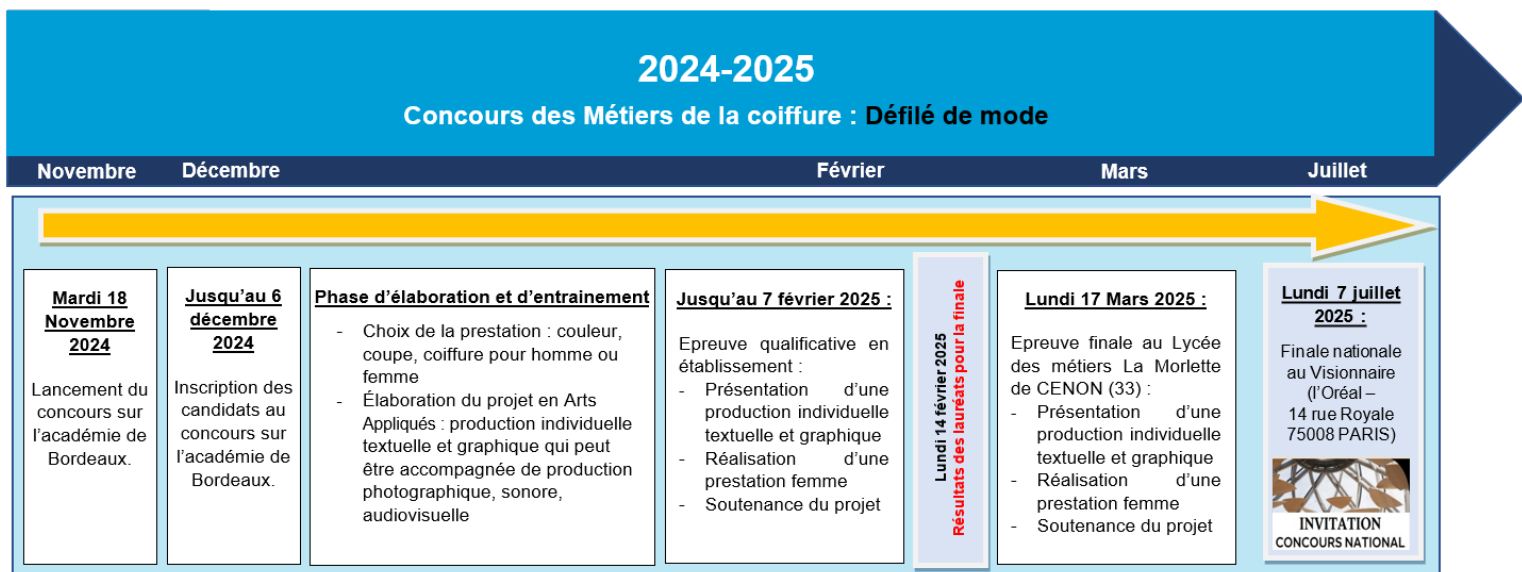 2024-2025
Concours des Métiers de la coiffure : Défilé de mode
Novembre
Décembre
Février
Mars
Juillet
Mardi 18
Novembre
2024
Lancement du
concours sur
l’académie de
Bordeaux.
Jusqu’au 6
décembre
2024
Inscription des
candidats au
concours sur
l’académie de
Bordeaux.
Phase d’élaboration et d’entrainement
- Choix de la prestation : couleur,
coupe, coiffure pour homme ou
femme
- Élaboration du projet en Arts
Appliqués : production individuelle
textuelle et graphique qui peut
être accompagnée de production
photographique, sonore,
audiovisuelle
Jusqu’au 7 février 2025 :
Epreuve qualificative en
établissement :
- Présentation d’une
production individuelle
textuelle et graphique
- Réalisation d’une
prestation femme
- Soutenance du projet
Lundi 14 février 2025
Résultats des lauréats pour la finale
Lundi 17 Mars 2025 :
Epreuve finale au Lycée
des métiers La Morlette
de CENON (33) :
- Présentation d’une
production individuelle
textuelle et graphique
- Réalisation d’une
prestation femme
- Soutenance du projet
Lundi 7 juillet
2025 :
Finale nationale
au Visionnaire
(l’Oréal –
14 rue Royale
75008 PARIS)
INVITATION
CONCOURS NATIONAL